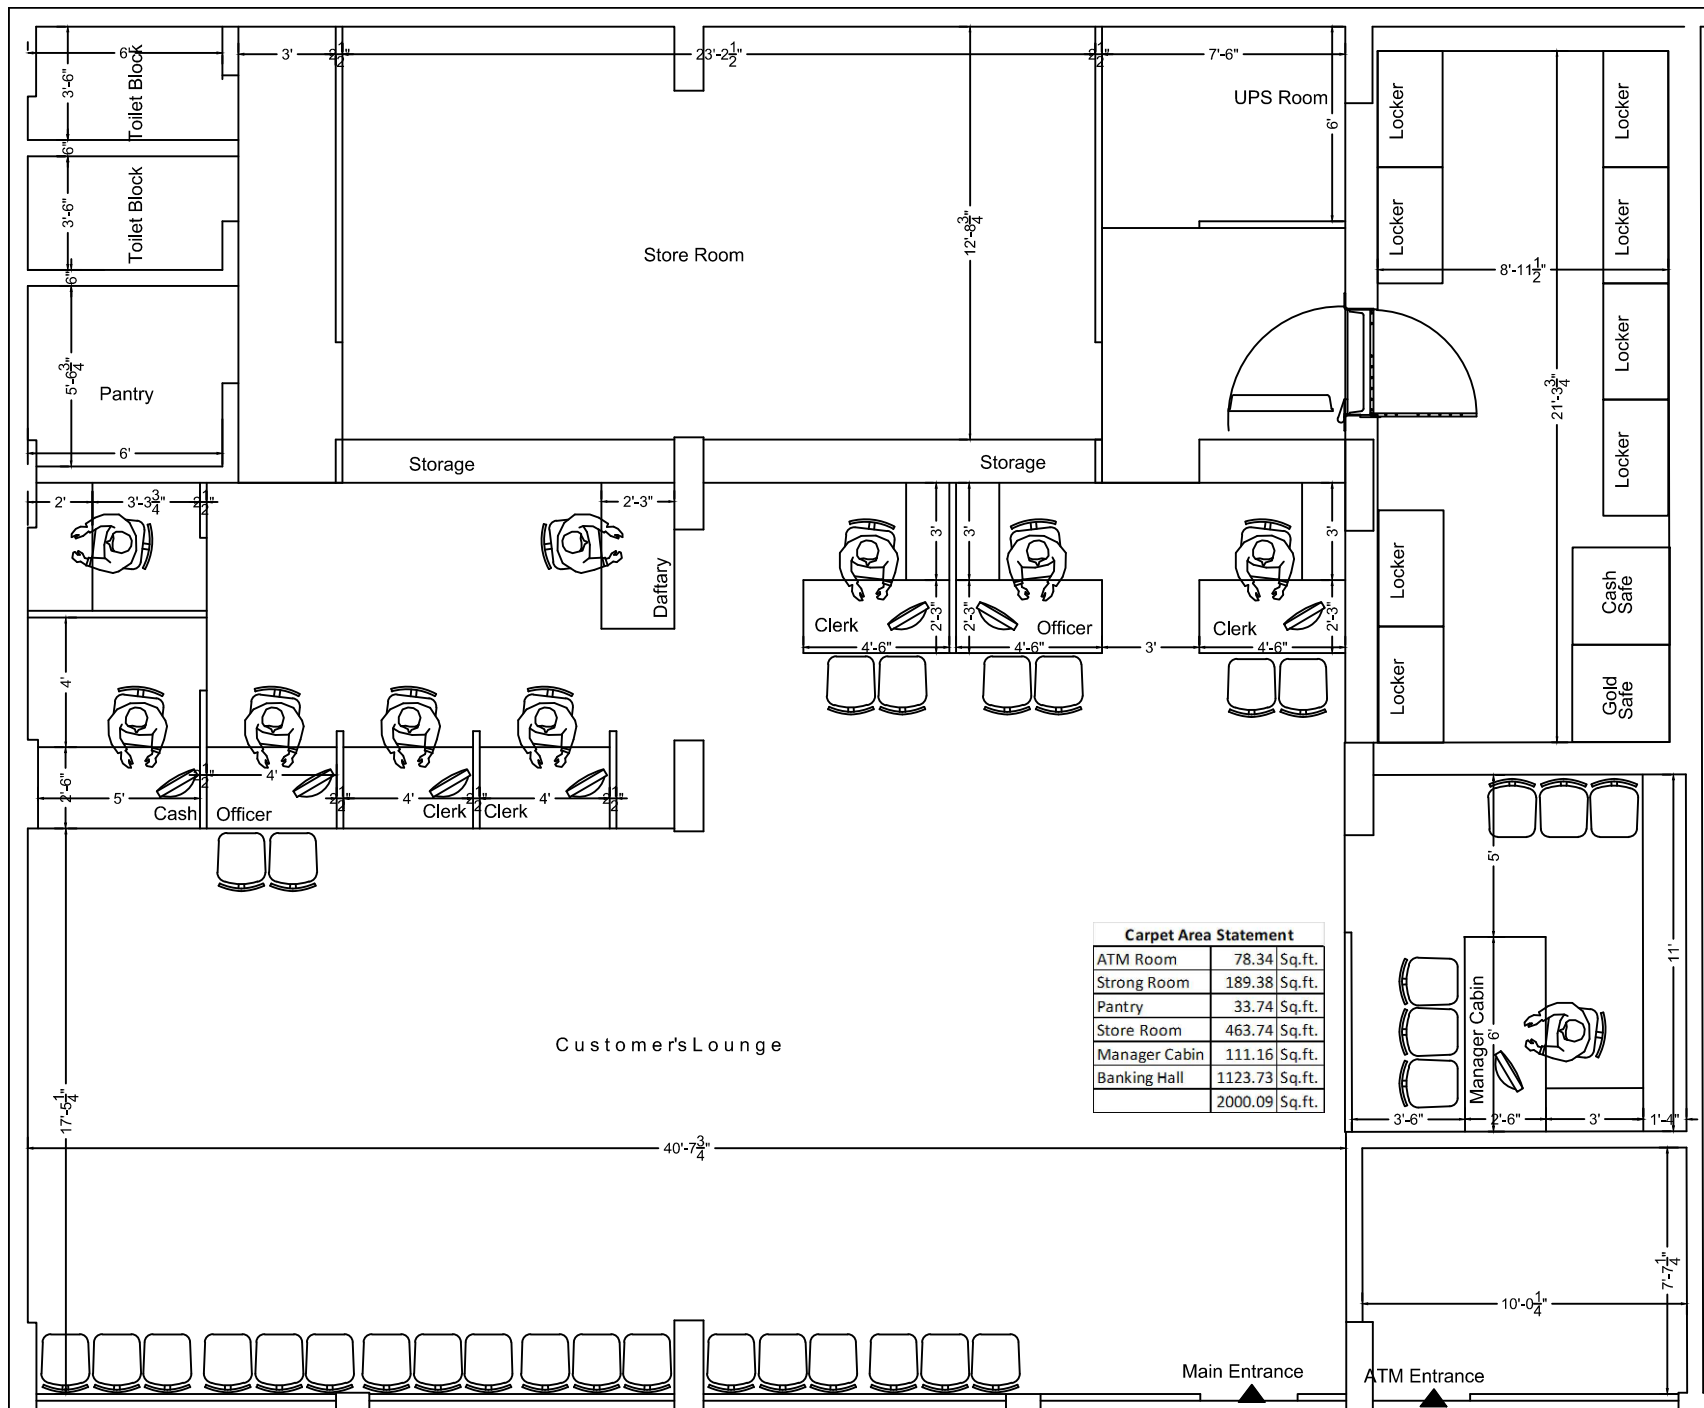 6'
3'
2½"
23'-2½"
2½"
7'-6"
3'-6"
Toilet Block
6"
3'-6"
Toilet Block
6"
5'-6¾"
Pantry
6'
Store Room
12'-8¾"
UPS Room
6'
Locker
Locker
Locker
Locker
8'-11½"
Locker
Locker
21'-3¾"
Storage
Storage
2'
3'-3¾"
2½"
2'-3"
Daftary
3'
3'
3'
Clerk
2'-3"
2'-3"
Officer
Clerk
2'-3"
4'-6"
4'-6"
3'
4'-6"
Locker
Locker
Cash
Safe
Gold
Safe
4'
2'-6"
5'
2½"
4'
2½"
4'
2½"
4'
2½"
Cash
Officer
Clerk
Clerk
5'
11'
Carpet Area Statement
ATM Room 78.34 Sq.ft.
Strong Room 189.38 Sq.ft.
Pantry 33.74 Sq.ft.
Store Room 463.74 Sq.ft.
Manager Cabin 111.16 Sq.ft.
Banking Hall 1123.73 Sq.ft.
2000.09 Sq.ft.
Manager Cabin
6'
3'-6"
2'-6"
3'
1'-4"
Customer's Lounge
17'-5¼"
40'-7¾"
7'-7¼"
10'-0¼"
Main Entrance
ATM Entrance